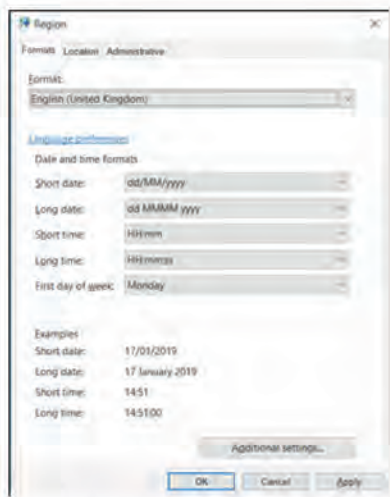 Region
Formats Location Administrative
Format:
English (United Kingdom)
Language preferences
Date and time formats
Short date: dd/MM/yyyy
Long date: dd MMMM yyyy
Short time: HH:mm
Long time: HH:mm:ss
First day of week: Monday
Examples
Short date: 17/01/2019
Long date: 17 January 2019
Short time: 14:51
Long time: 14:51:00
Additional settings...
OK Cancel Apply